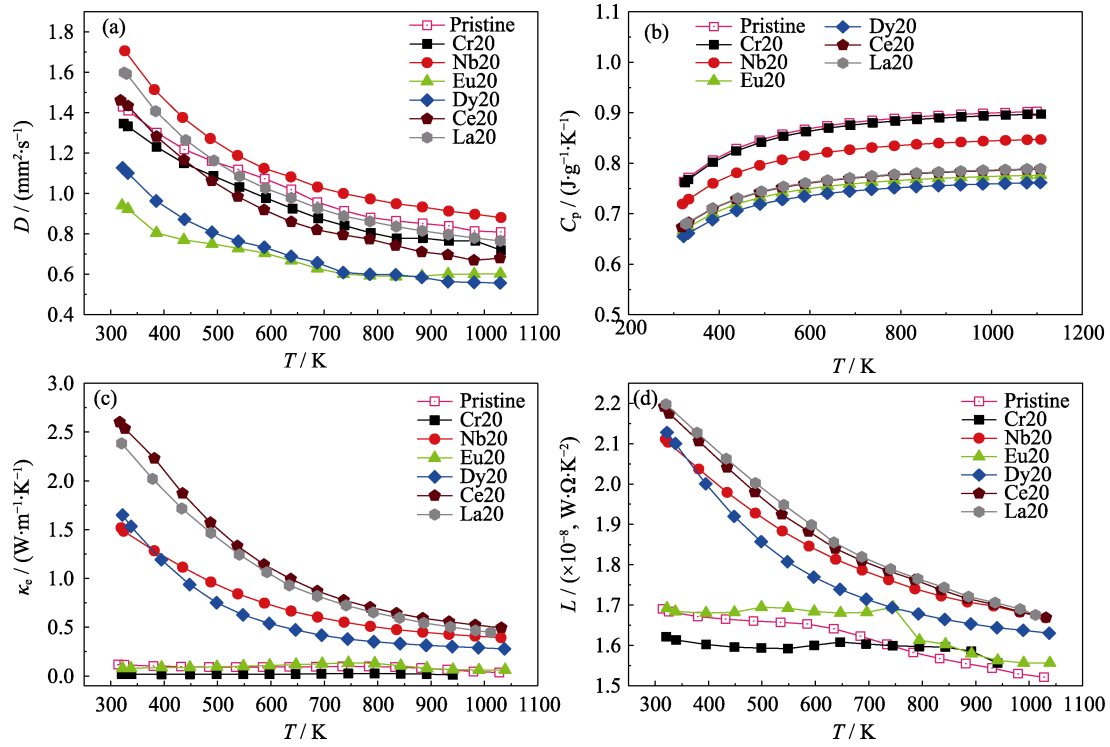 (a)
Pristine
Cr20
Nb20
Eu20
Dy20
Ce20
La20
1.8
1.6
1.4
1.2
1.0
0.8
0.6
0.4
D / (mm²·s⁻¹)
300 400 500 600 700 800 900 1000 1100
T / K
(b)
Cr20
Nb20
Eu20
Dy20
Ce20
La20
Pristine
1.0
0.9
0.8
0.7
0.6
0.5
Cₚ / (J·g⁻¹·K⁻¹)
200 400 600 800 1000 1200
T / K
(c)
Pristine
Cr20
Nb20
Eu20
Dy20
Ce20
La20
3.0
2.5
2.0
1.5
1.0
0.5
0.0
κₑ / (W·m⁻¹·K⁻¹)
300 400 500 600 700 800 900 1000 1100
T / K
(d)
Pristine
Cr20
Nb20
Eu20
Dy20
Ce20
La20
2.2
2.1
2.0
1.9
1.8
1.7
1.6
1.5
L / (×10⁻⁸, W·Ω·K⁻²)
300 400 500 600 700 800 900 1000 1100
T / K